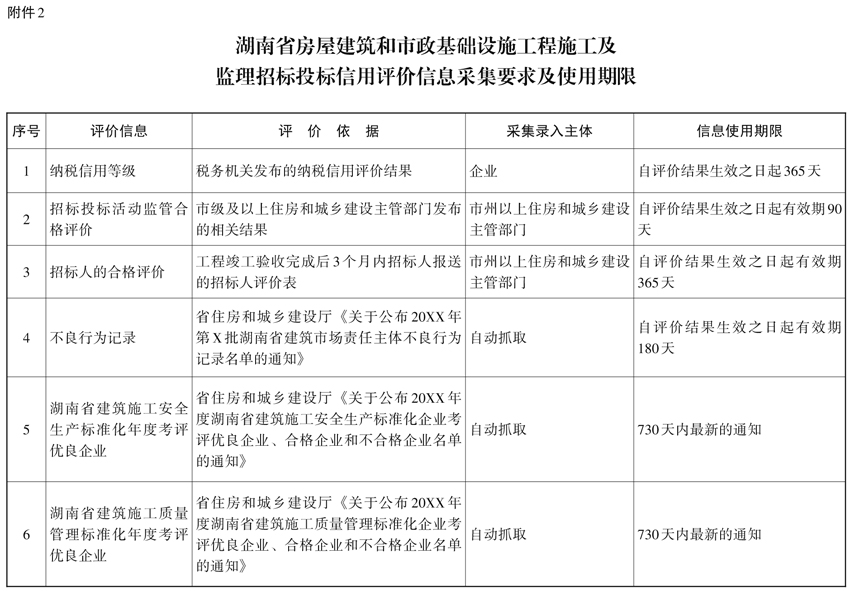 附件2
湖南省房屋建筑和市政基础设施工程施工及
监理招标投标信用评价信息采集要求及使用期限
序号 评价信息 评价依据 采集录入主体 信息使用期限
1 纳税信用等级 税务机关发布的纳税信用评价结果 企业 自评价结果生效之日起365天
2
招标投标活动监管合
格评价
市级及以上住房和城乡建设主管部门发布
的相关结果
市州以上住房和城乡建设
主管部门
自评价结果生效之日起有效期90
天
3
招标人的合格评价
工程竣工验收完成后3个月内招标人报送
的招标人评价表
市州以上住房和城乡建设
主管部门
自评价结果生效之日起有效期
365天
4
不良行为记录
省住房和城乡建设厅《关于公布20XX年
第X批湖南省建筑市场责任主体不良行为
记录名单的通知》
自动抓取
自评价结果生效之日起有效期
180天
5
湖南省建筑施工安全
生产标准化年度考评
优良企业
省住房和城乡建设厅《关于公布20XX年
度湖南省建筑施工安全生产标准化企业考
评优良企业、合格企业和不合格企业名单
的通知》
自动抓取
730天内最新的通知
6
湖南省建筑施工质量
管理标准化年度考评
优良企业
省住房和城乡建设厅《关于公布20XX年
度湖南省建筑施工质量管理标准化企业考
评优良企业、合格企业和不合格企业名单
的通知》
自动抓取
730天内最新的通知